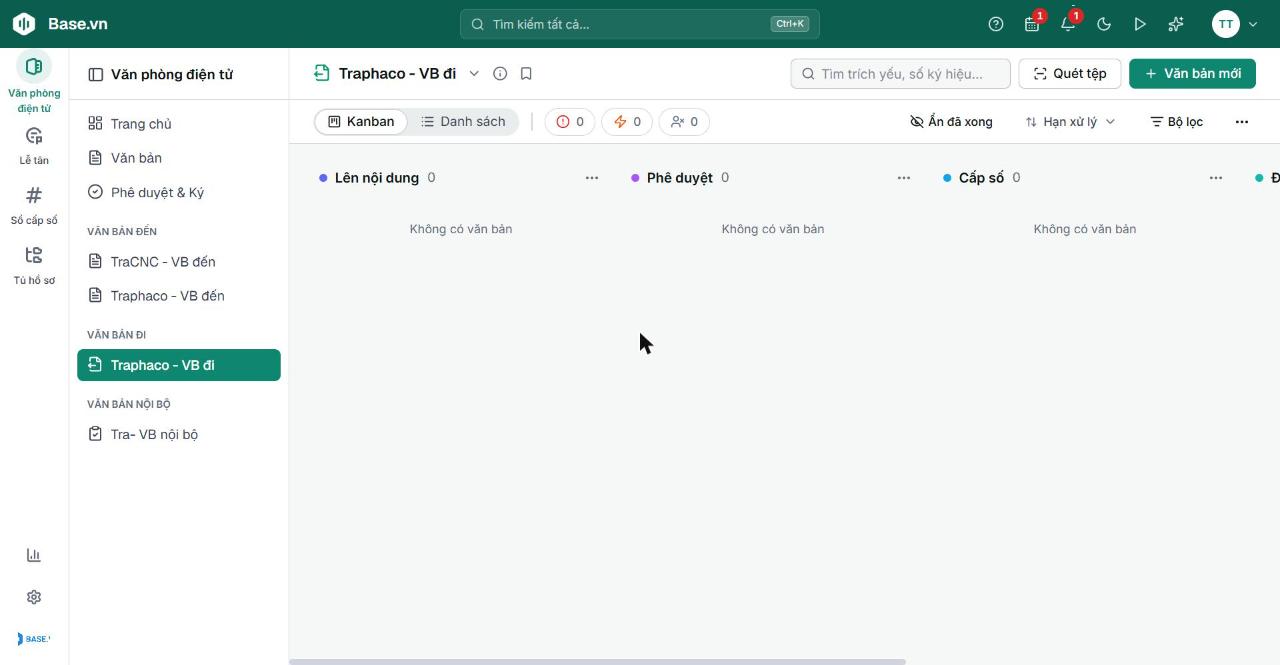 Base.vn
Tìm kiếm tất cả...
Ctrl+K
1
1
TT
Văn phòng điện tử
Lễ tân
Sổ cấp số
Tủ hồ sơ
BASE.
Văn phòng điện tử
Trang chủ
Văn bản
Phê duyệt & Ký
VĂN BẢN ĐẾN
TraCNC - VB đến
Traphaco - VB đến
VĂN BẢN ĐI
Traphaco - VB đi
VĂN BẢN NỘI BỘ
Tra- VB nội bộ
Traphaco - VB đi
Tìm trích yếu, số ký hiệu...
Quét tệp
Văn bản mới
Kanban
Danh sách
0
0
0
Ẩn đã xong
Hạn xử lý
Bộ lọc
Lên nội dung 0
Phê duyệt 0
Cấp số 0
Đ
Không có văn bản
Không có văn bản
Không có văn bản